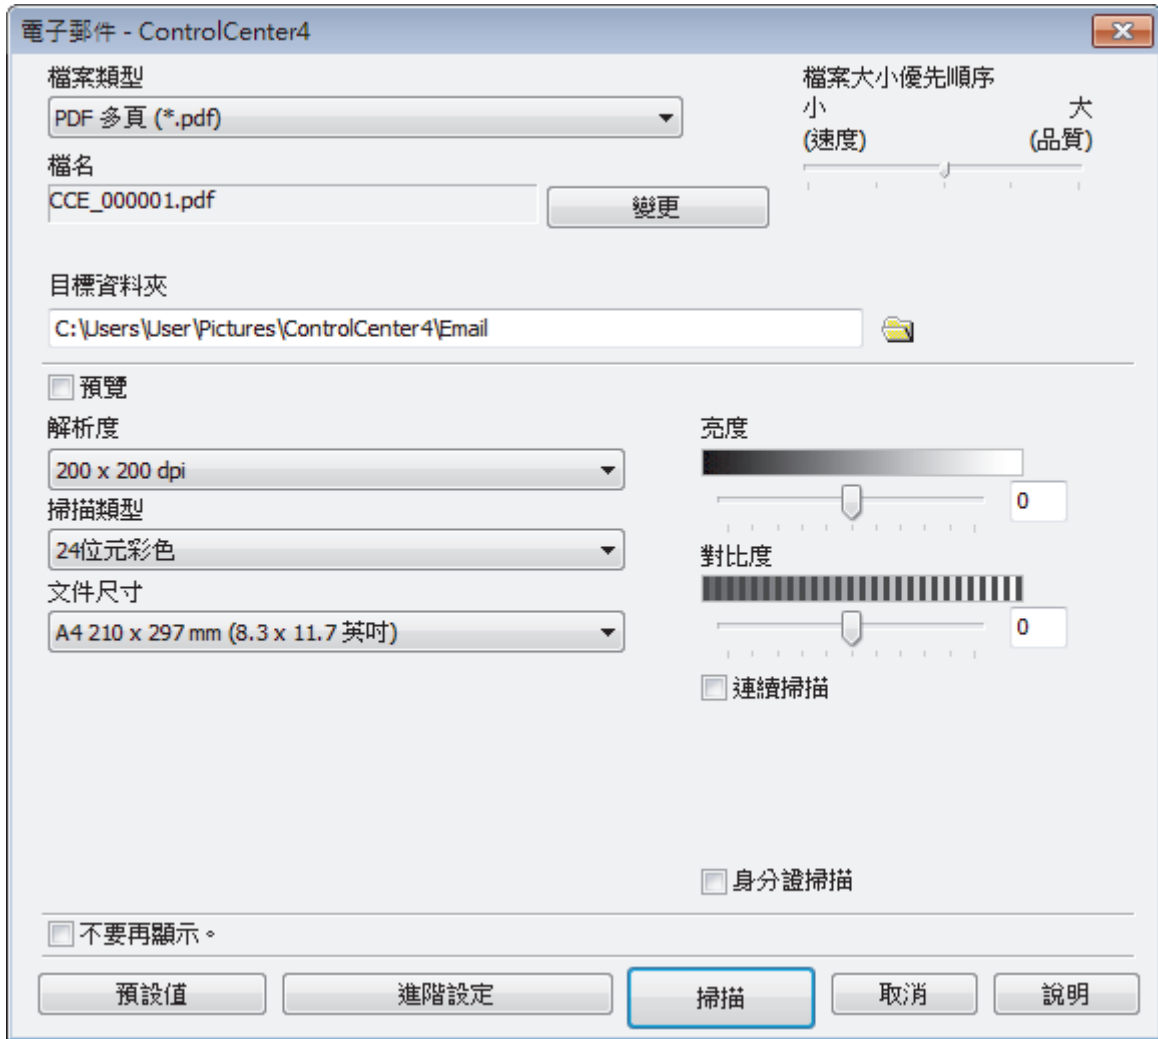 電子郵件 - ControlCenter4
檔案類型
PDF 多頁 (*.pdf)
檔名
CCE_000001.pdf
變更
檔案大小優先順序
小 大
(速度) (品質)
目標資料夾
C:\Users\User\Pictures\ControlCenter4\Email
預覽
解析度
200 x 200 dpi
掃描類型
24位元彩色
文件尺寸
A4 210 x 297 mm (8.3 x 11.7 英吋)
亮度
0
對比度
0
連續掃描
身分證掃描
不要再顯示。
預設值 進階設定 掃描 取消 說明